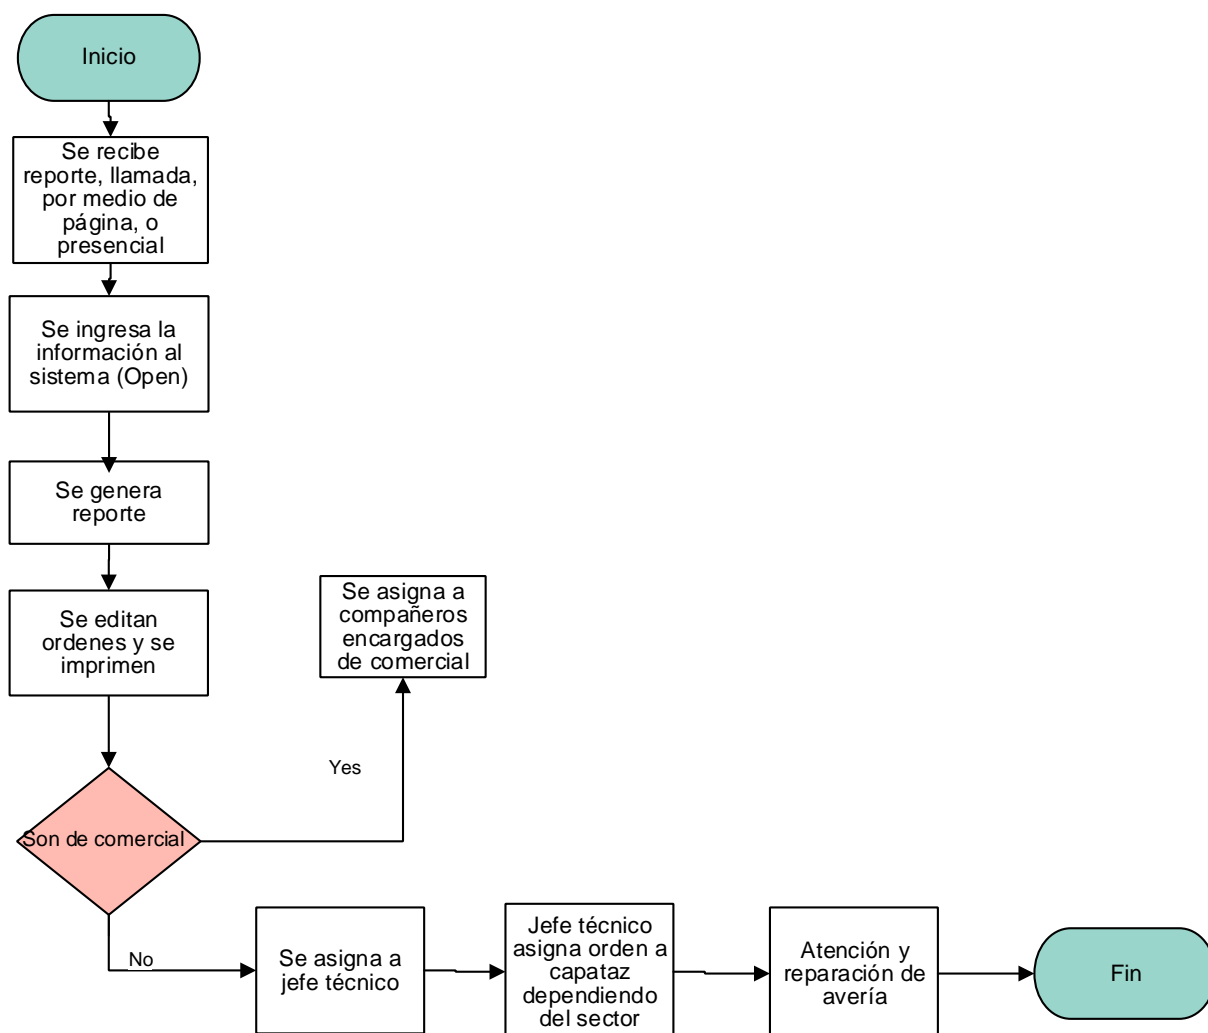 Inicio
Se recibe
reporte, llamada,
por medio de
página, o
presencial
Se ingresa la
información al
sistema (Open)
Se genera
reporte
Se editan
ordenes y se
imprimen
Se asigna a
compañeros
encargados
de comercial
Yes
Son de comercial
No
Se asigna a
jefe técnico
Jefe técnico
asigna orden a
capataz
dependiendo
del sector
Atención y
reparación de
avería
Fin